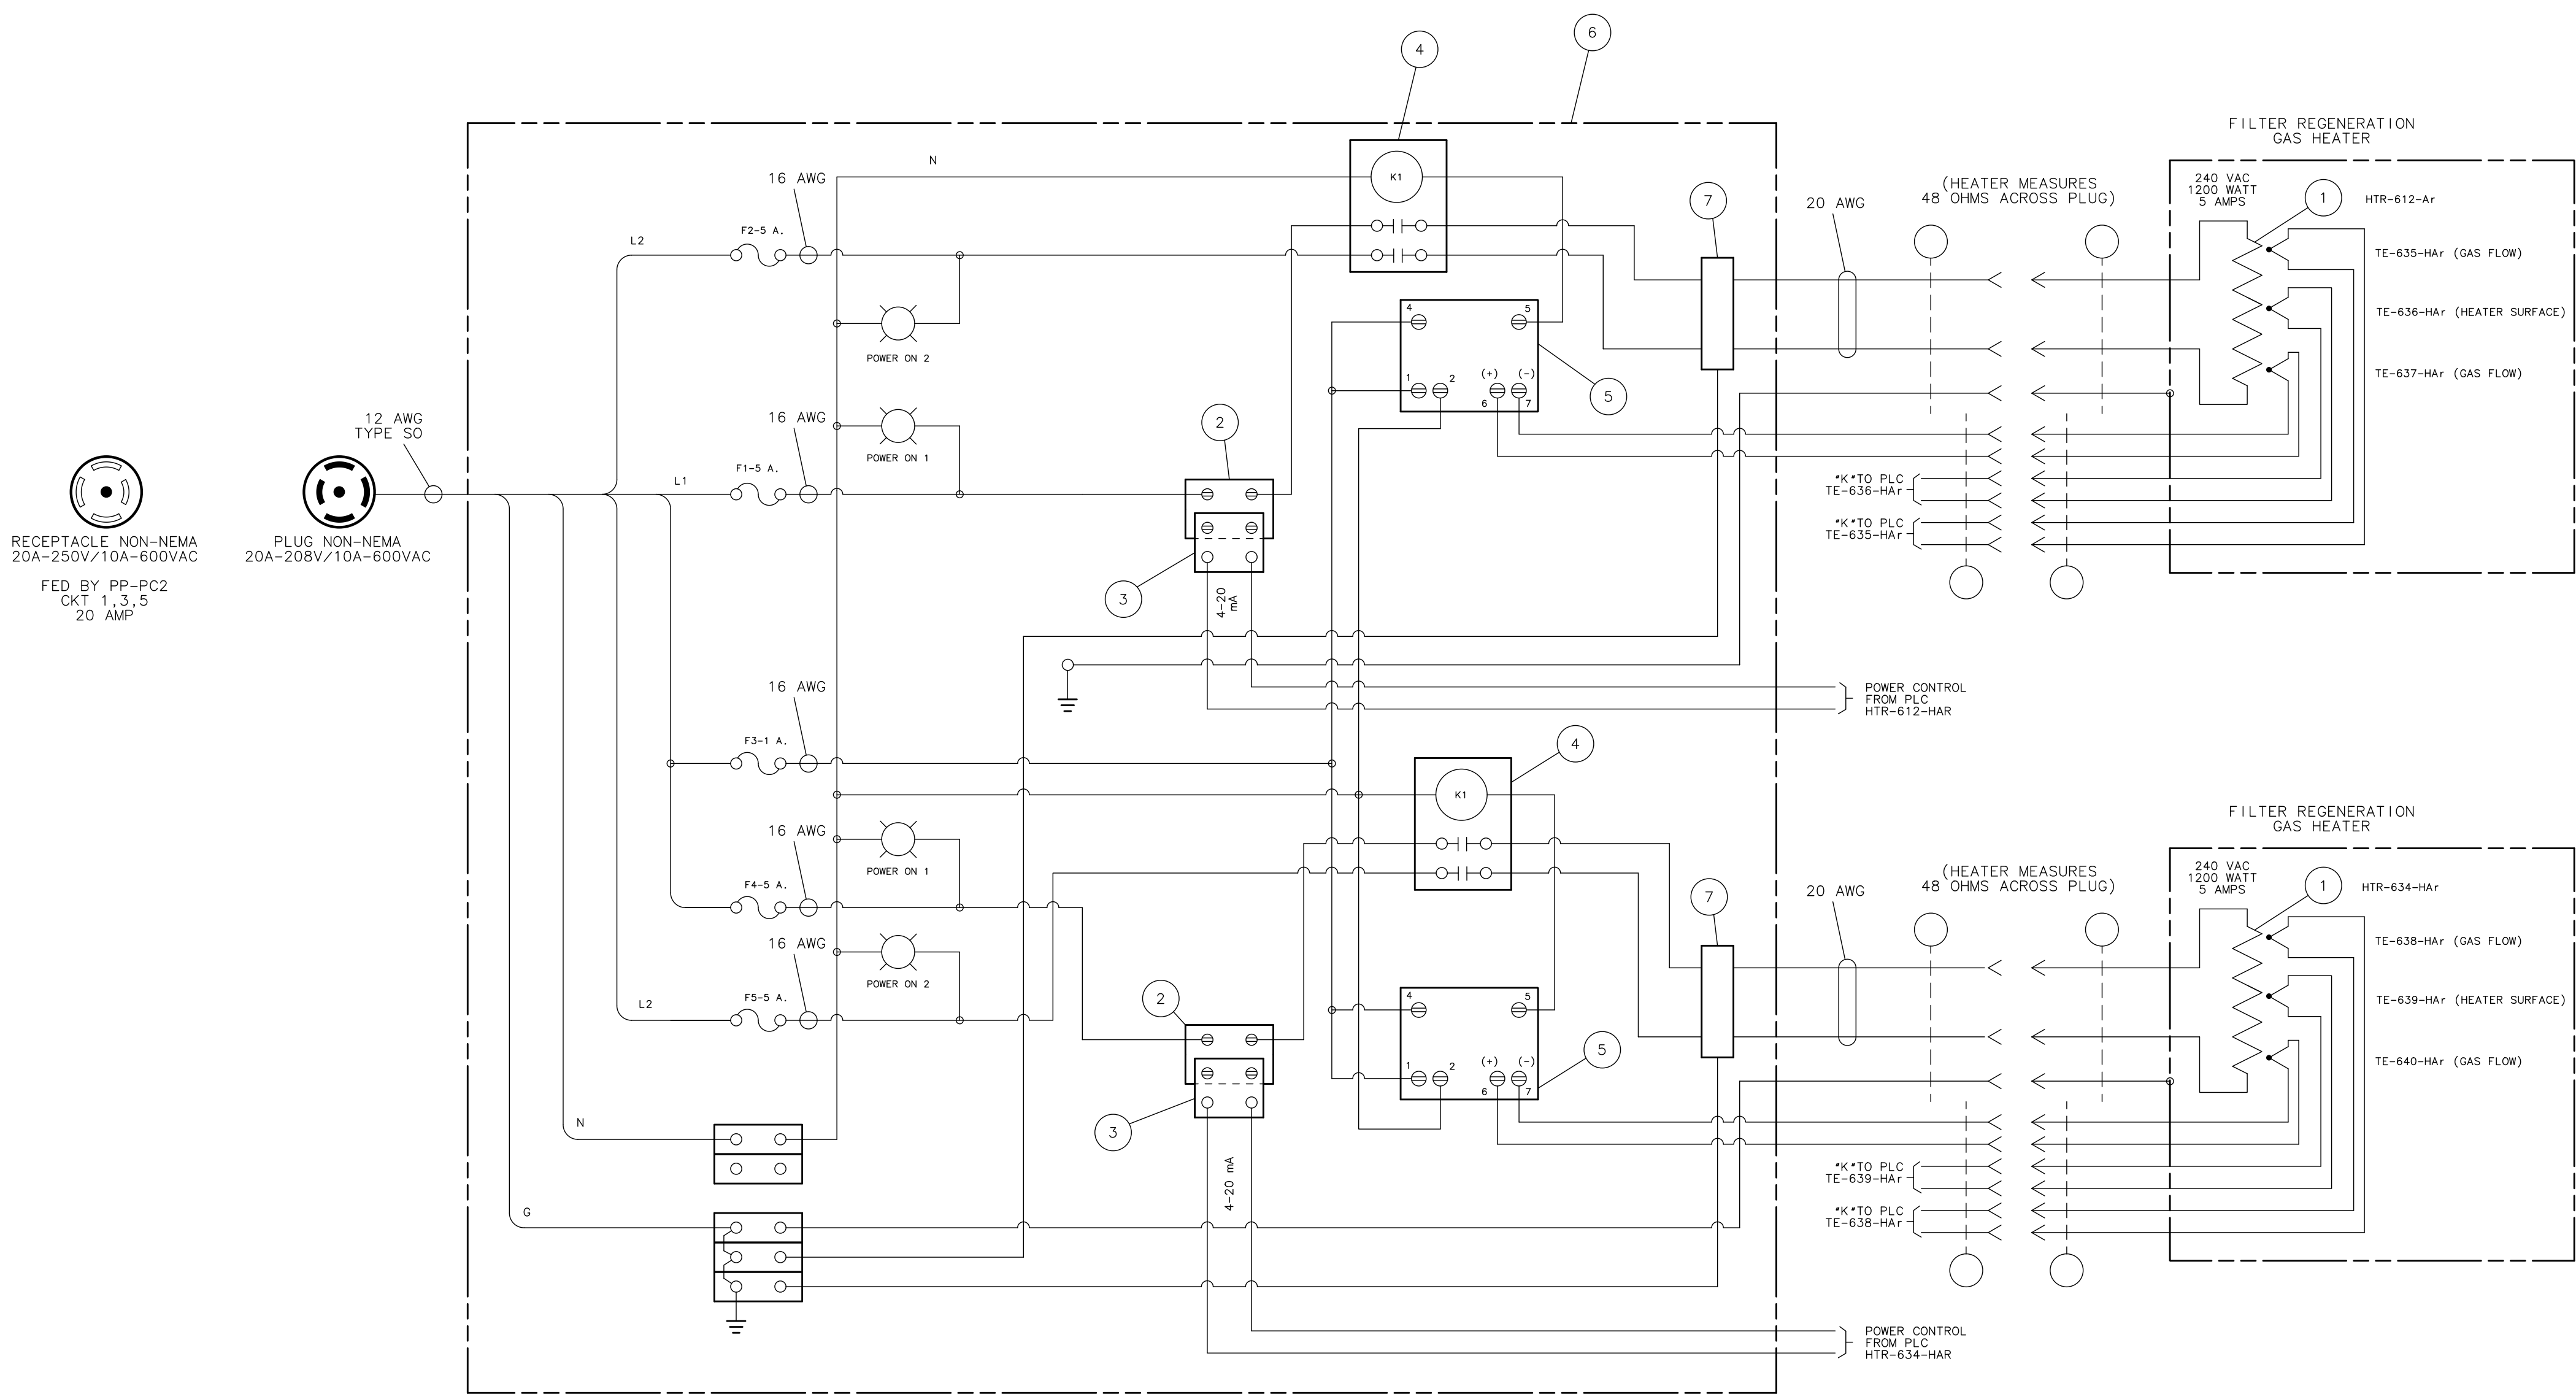 6
4
FILTER REGENERATION
GAS HEATER
N
16 AWG
K1
7
20 AWG
(HEATER MEASURES
48 OHMS ACROSS PLUG)
240 VAC
1200 WATT
5 AMPS
1
HTR-612-Ar
L2
F2-5 A.
TE-635-HAr (GAS FLOW)
4
5
TE-636-HAr (HEATER SURFACE)
POWER ON 2
1
2
(+)
(-)
6
7
5
TE-637-HAr (GAS FLOW)
12 AWG
TYPE SO
16 AWG
2
POWER ON 1
F1-5 A.
L1
"K"TO PLC
TE-636-HAr
"K"TO PLC
TE-635-HAr
RECEPTACLE NON-NEMA
20A-250V/10A-600VAC
FED BY PP-PC2
CKT 1,3,5
20 AMP
PLUG NON-NEMA
20A-208V/10A-600VAC
3
4-20
mA
16 AWG
POWER CONTROL
FROM PLC
HTR-612-HAR
F3-1 A.
4
K1
FILTER REGENERATION
GAS HEATER
16 AWG
POWER ON 1
F4-5 A.
7
20 AWG
(HEATER MEASURES
48 OHMS ACROSS PLUG)
240 VAC
1200 WATT
5 AMPS
1
HTR-634-HAr
16 AWG
TE-638-HAr (GAS FLOW)
POWER ON 2
L2
F5-5 A.
2
4
5
TE-639-HAr (HEATER SURFACE)
1
2
(+)
(-)
6
7
5
TE-640-HAr (GAS FLOW)
N
3
"K"TO PLC
TE-639-HAr
4-20 mA
G
"K"TO PLC
TE-638-HAr
POWER CONTROL
FROM PLC
HTR-634-HAR